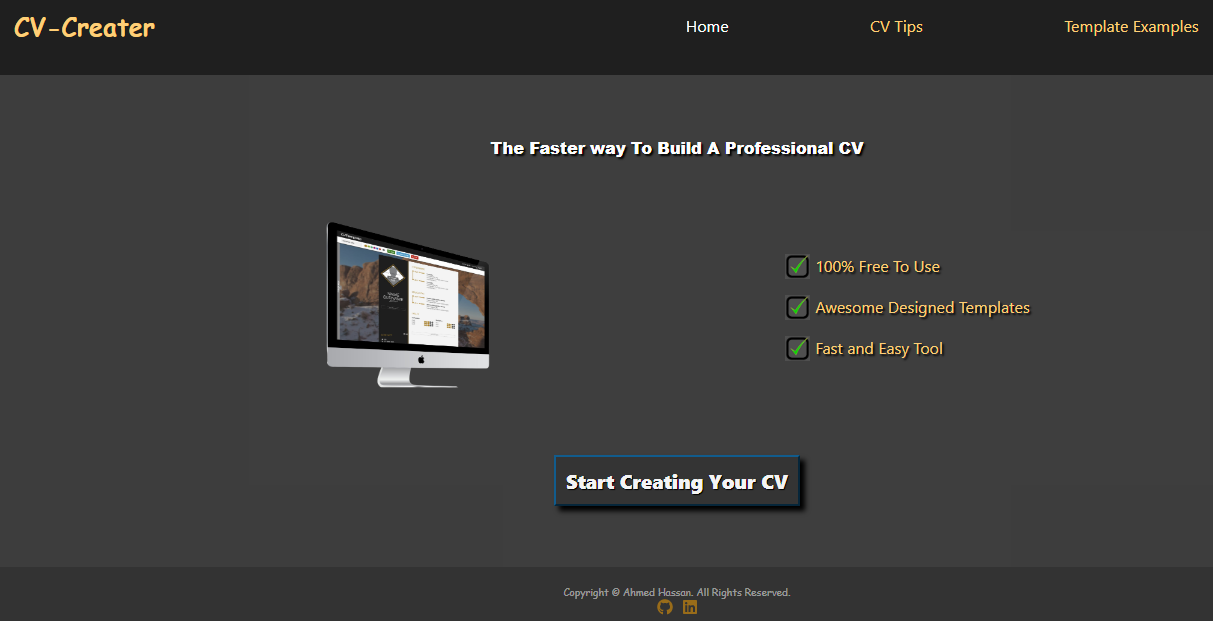 CV-Creater
Home
CV Tips
Template Examples
The Faster way To Build A Professional CV
100% Free To Use
Awesome Designed Templates
Fast and Easy Tool
Start Creating Your CV
Copyright © Ahmed Hassan. All Rights Reserved.